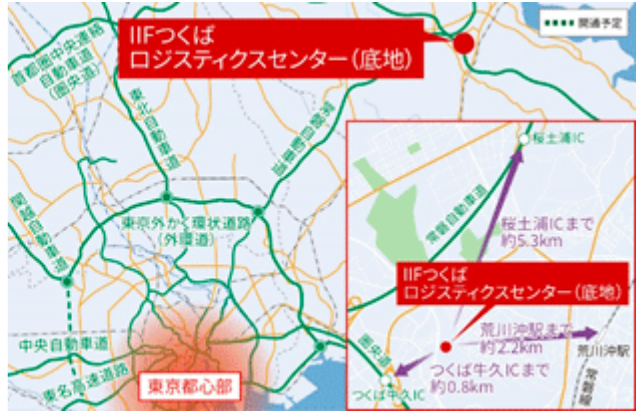 IIFつくば
ロジスティクスセンター（底地）
開通予定
首都圏中央連絡
自動車道
（圏央道）
東北自動車道
常磐自動車道
関越自動車道
東京外かく環状道路
（外環道）
中央自動車道
東名高速道路
東京都心部
桜土浦IC
常磐自動車道
桜土浦ICまで
約5.3km
IIFつくば
ロジスティクスセンター（底地）
荒川沖駅まで
約2.2km
荒川沖駅
圏央道
つくば牛久ICまで
約0.8km
つくば牛久IC
常磐線